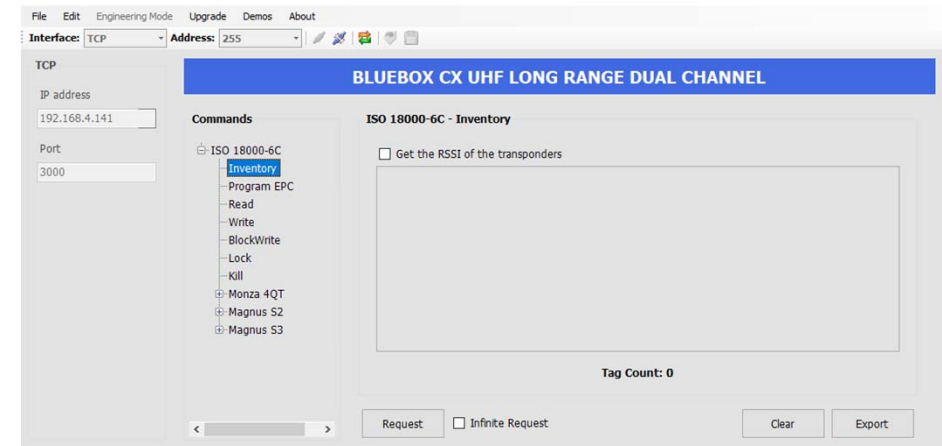 File Edit Engineering Mode Upgrade Demos About
Interface: TCP Address: 255
TCP
IP address
192.168.4.141
Port
3000
BLUEBOX CX UHF LONG RANGE DUAL CHANNEL
Commands
ISO 18000-6C
Inventory
Program EPC
Read
Write
BlockWrite
Lock
Kill
Monza 4QT
Magnus S2
Magnus S3
ISO 18000-6C - Inventory
Get the RSSI of the transponders
Tag Count: 0
Request Infinite Request Clear Export